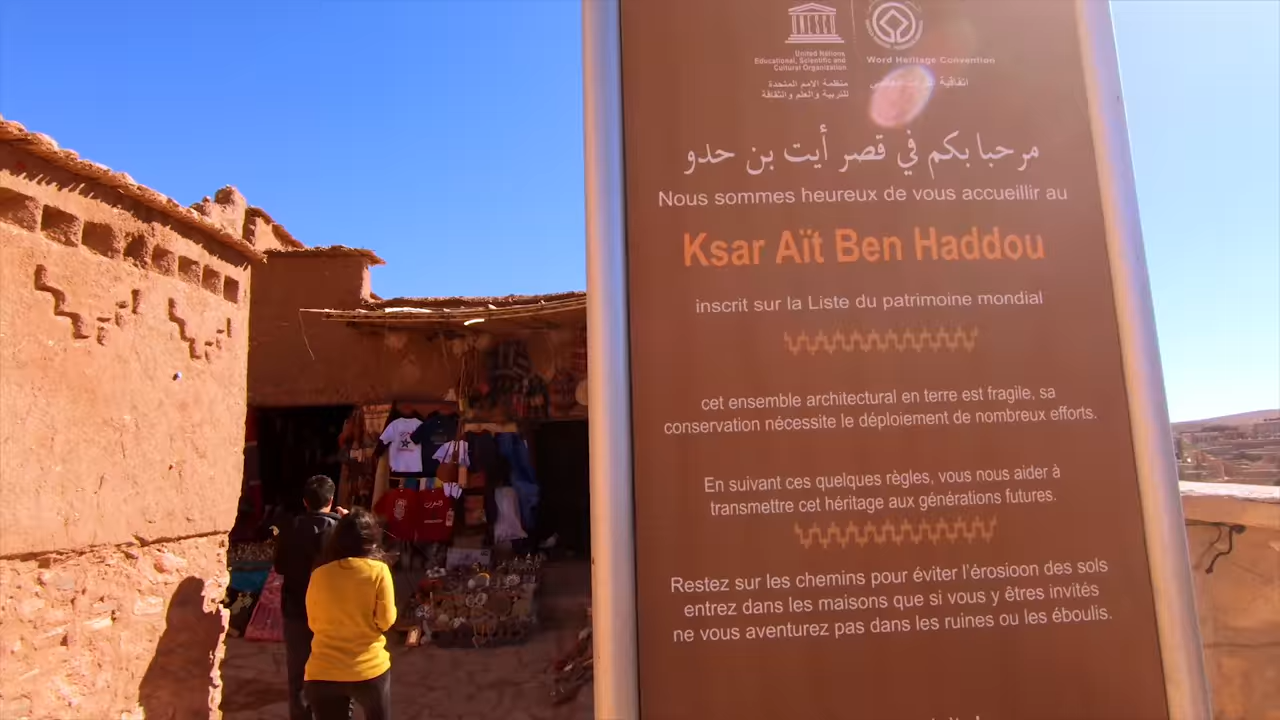 United Nations
Educational, Scientific and
Cultural Organization
Word Heritage Convention
منظمة الامم المتحدة
للتربية والعلم والثقافة
اتفاقية
مرحبا بكم في قصر أيت بن حدو
Nous sommes heureux de vous accueillir au
Ksar Aït Ben Haddou
inscrit sur la Liste du patrimoine mondial
cet ensemble architectural en terre est fragile, sa
conservation nécessite le déploiement de nombreux efforts.
En suivant ces quelques règles, vous nous aider à
transmettre cet héritage aux générations futures.
Restez sur les chemins pour éviter l'érosioon des sols
entrez dans les maisons que si vous y êtres invités
ne vous aventurez pas dans les ruines ou les éboulis.